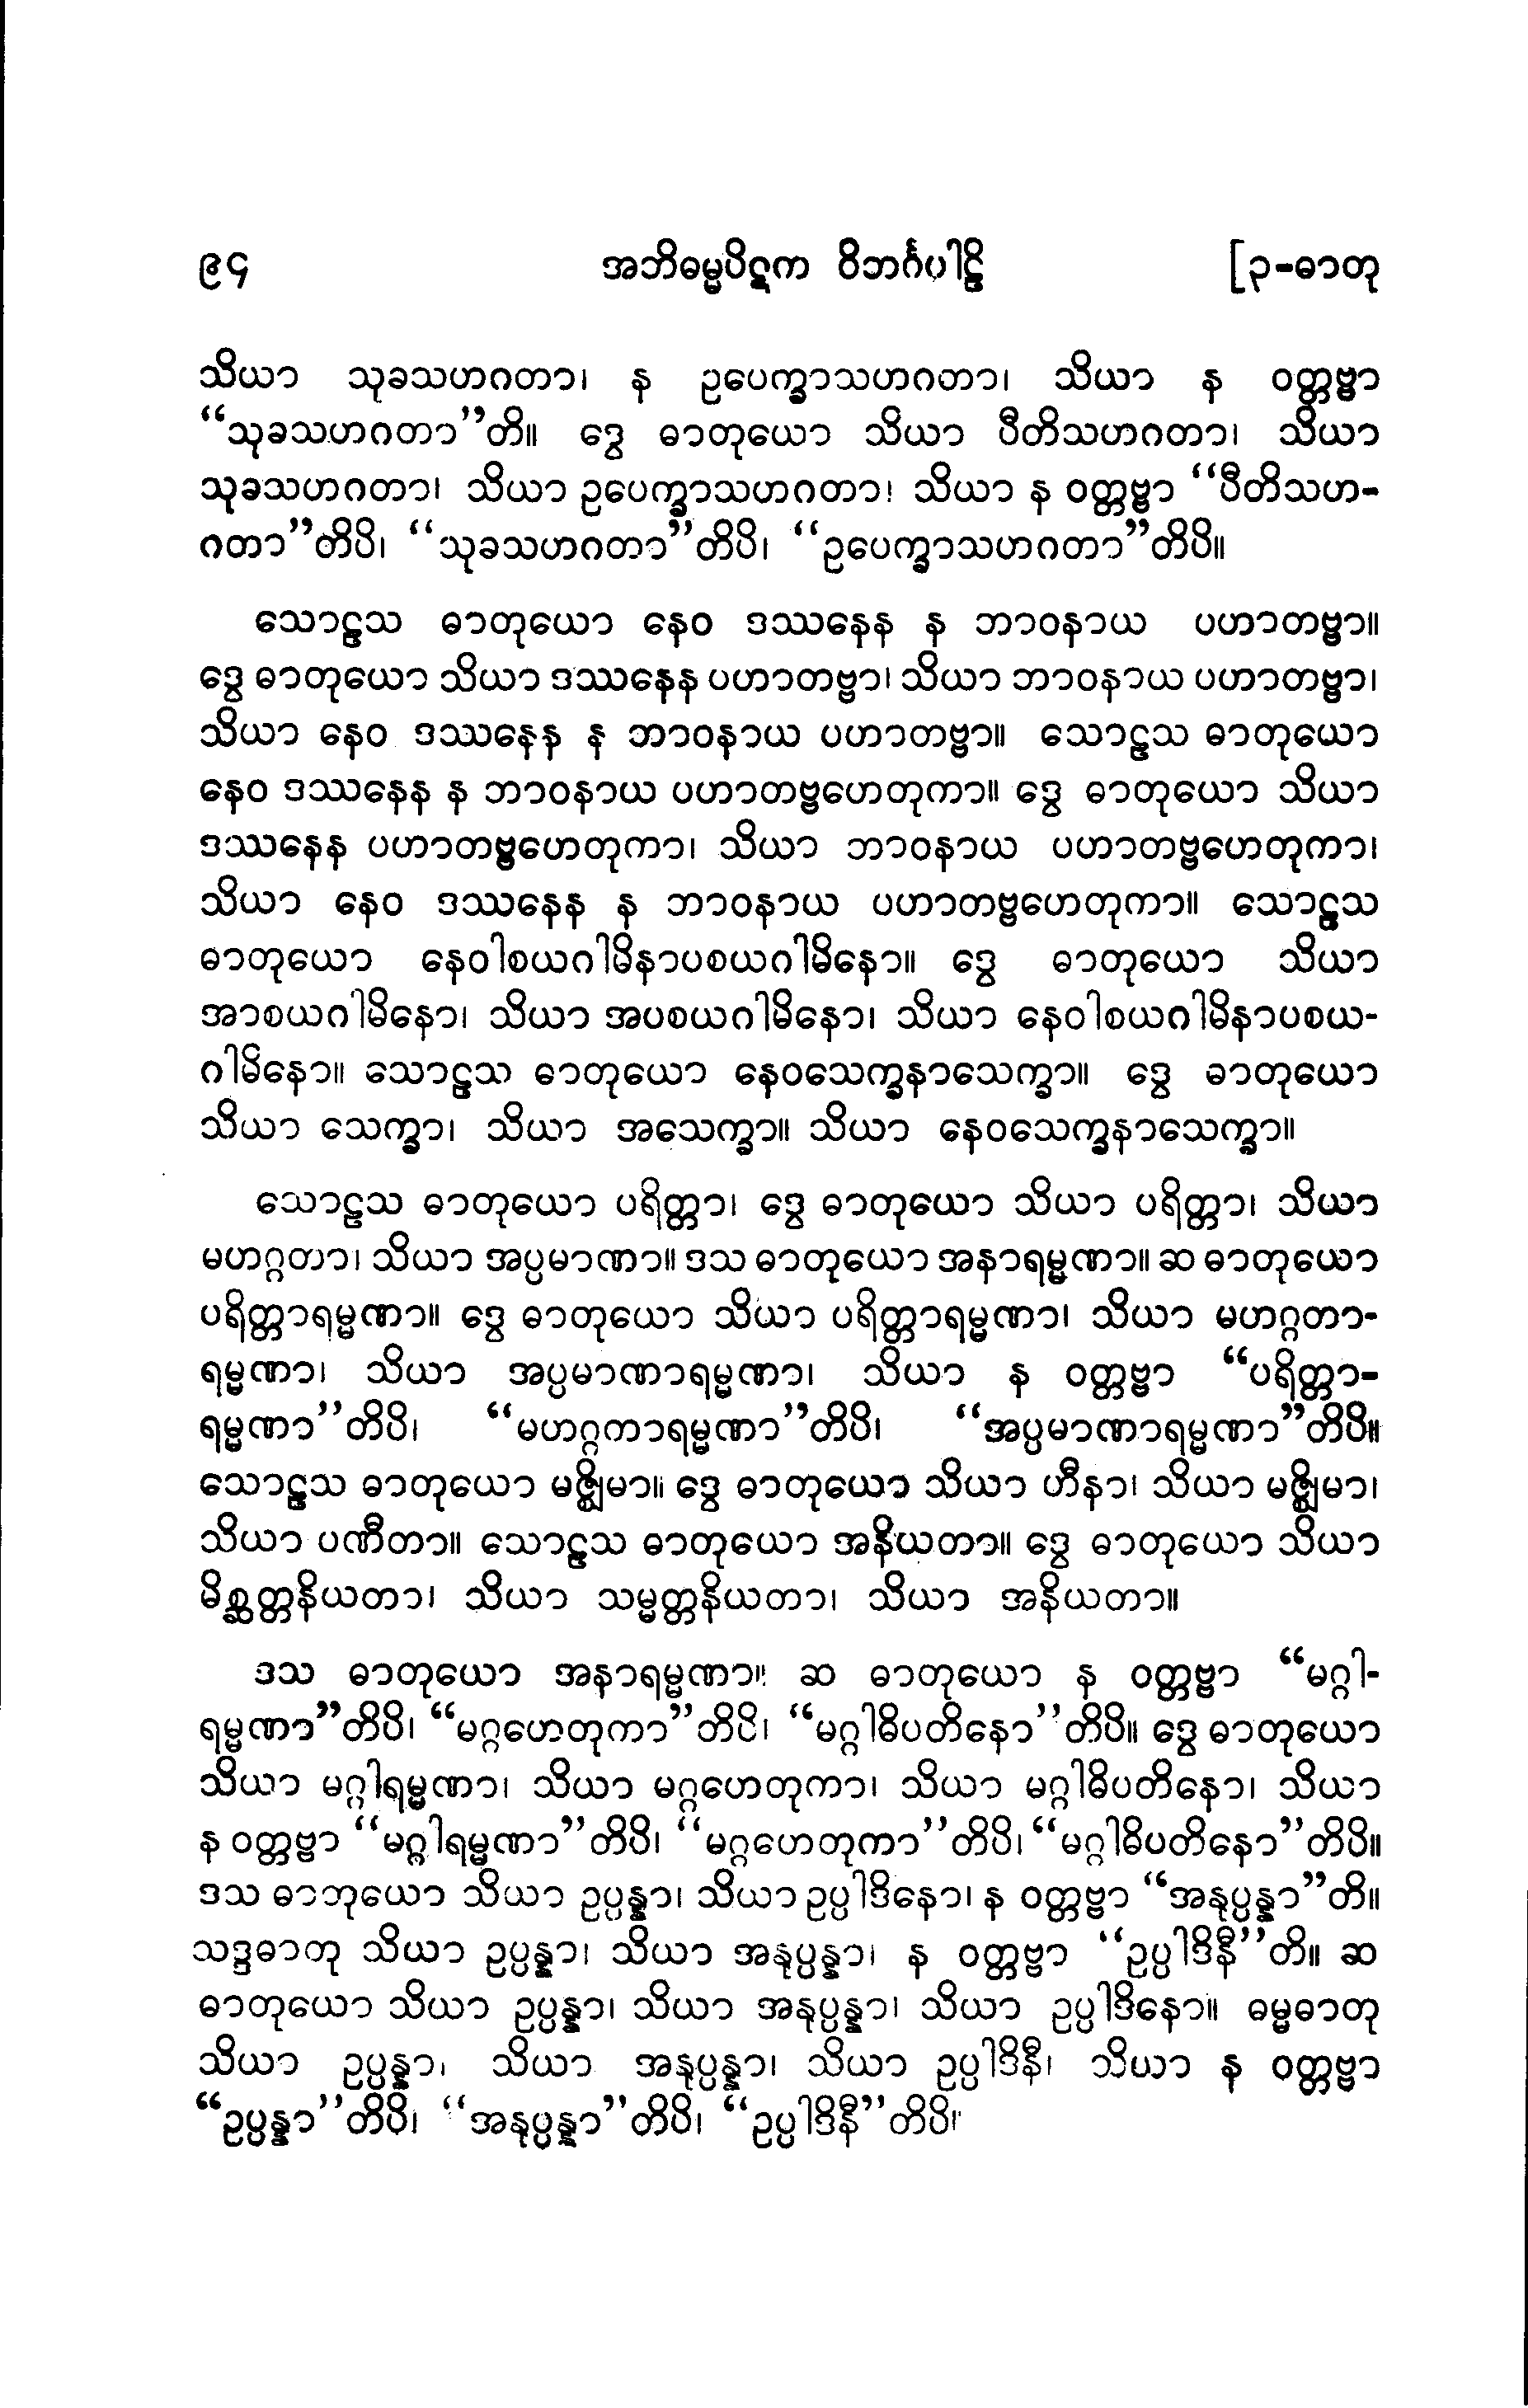 ၉၄ အဘိဓမ္မပိဋက ဝိဘင်္ဂပါဠိ [၃-ဓာတု
သိယာ သုခသဟဂတာ၊ န ဥပေက္ခာသဟဂတာ၊ သိယာ န ဝတ္တဗ္ဗာ
“သုခသဟဂတာ”တိ။ ဒွေ ဓာတုယော သိယာ ပီတိသဟဂတာ၊ သိယာ
သုခသဟဂတာ၊ သိယာ ဥပေက္ခာသဟဂတာ၊ သိယာ န ဝတ္တဗ္ဗာ “ပီတိသဟ-
ဂတာ”တိပိ၊ “သုခသဟဂတာ”တိပိ၊ “ဥပေက္ခာသဟဂတာ”တိပိ။
သောဠသ ဓာတုယော နေဝ ဒဿနေန န ဘာဝနာယ ပဟာတဗ္ဗာ။
ဒွေ ဓာတုယော သိယာ ဒဿနေန ပဟာတဗ္ဗာ၊ သိယာ ဘာဝနာယ ပဟာတဗ္ဗာ၊
သိယာ နေဝ ဒဿနေန န ဘာဝနာယ ပဟာတဗ္ဗာ။ သောဠသ ဓာတုယော
နေဝ ဒဿနေန န ဘာဝနာယ ပဟာတဗ္ဗဟေတုကာ။ ဒွေ ဓာတုယော သိယာ
ဒဿနေန ပဟာတဗ္ဗဟေတုကာ၊ သိယာ ဘာဝနာယ ပဟာတဗ္ဗဟေတုကာ၊
သိယာ နေဝ ဒဿနေန န ဘာဝနာယ ပဟာတဗ္ဗဟေတုကာ။ သောဠသ
ဓာတုယော နေဝါစယဂါမိနာပစယဂါမိနော။ ဒွေ ဓာတုယော သိယာ
အာစယဂါမိနော၊ သိယာ အပစယဂါမိနော၊ သိယာ နေဝါစယဂါမိနာပစယ-
ဂါမိနော။ သောဠသ ဓာတုယော နေဝသေက္ခနာသေက္ခာ။ ဒွေ ဓာတုယော
သိယာ သေက္ခာ၊ သိယာ အသေက္ခာ။ သိယာ နေဝသေက္ခနာသေက္ခာ။
သောဠသ ဓာတုယော ပရိတ္တာ၊ ဒွေ ဓာတုယော သိယာ ပရိတ္တာ၊ သိယာ
မဟဂ္ဂတာ၊ သိယာ အပ္ပမာဏာ။ ဒသ ဓာတုယော အနာရမ္မဏာ။ ဆ ဓာတုယော
ပရိတ္တာရမ္မဏာ။ ဒွေ ဓာတုယော သိယာ ပရိတ္တာရမ္မဏာ၊ သိယာ မဟဂ္ဂတာ-
ရမ္မဏာ၊ သိယာ အပ္ပမာဏာရမ္မဏာ၊ သိယာ န ဝတ္တဗ္ဗာ “ပရိတ္တာ-
ရမ္မဏာ”တိပိ၊ “မဟဂ္ဂကာရမ္မဏာ”တိပိ၊ “အပ္ပမာဏာရမ္မဏာ”တိပိ။
သောဠသ ဓာတုယော မဇ္ဈိမာ။ ဒွေ ဓာတုယော သိယာ ဟီနာ၊ သိယာ မဇ္ဈိမာ၊
သိယာ ပဏီတာ။ သောဠသ ဓာတုယော အနိယတာ။ ဒွေ ဓာတုယော သိယာ
မိစ္ဆတ္တနိယတာ၊ သိယာ သမ္မတ္တနိယတာ၊ သိယာ အနိယတာ။
ဒသ ဓာတုယော အနာရမ္မဏာ။ ဆ ဓာတုယော န ဝတ္တဗ္ဗာ “မဂ္ဂါ-
ရမ္မဏာ”တိပိ၊ “မဂ္ဂဟေတုကာ”တိပိ၊ “မဂ္ဂါဓိပတိနော”တိပိ။ ဒွေ ဓာတုယော
သိယာ မဂ္ဂါရမ္မဏာ၊ သိယာ မဂ္ဂဟေတုကာ၊ သိယာ မဂ္ဂါဓိပတိနော၊ သိယာ
န ဝတ္တဗ္ဗာ “မဂ္ဂါရမ္မဏာ”တိပိ၊ “မဂ္ဂဟေတုကာ”တိပိ၊ “မဂ္ဂါဓိပတိနော”တိပိ။
ဒသ ဓာတုယော သိယာ ဥပ္ပန္နာ၊ သိယာ ဥပ္ပါဒိနော၊ န ဝတ္တဗ္ဗာ “အနုပ္ပန္နာ”တိ။
သဒ္ဒဓာတု သိယာ ဥပ္ပန္နာ၊ သိယာ အနုပ္ပန္နာ၊ န ဝတ္တဗ္ဗာ “ဥပ္ပါဒိနီ”တိ။ ဆ
ဓာတုယော သိယာ ဥပ္ပန္နာ၊ သိယာ အနုပ္ပန္နာ၊ သိယာ ဥပ္ပါဒိနော။ ဓမ္မဓာတု
သိယာ ဥပ္ပန္နာ၊ သိယာ အနုပ္ပန္နာ၊ သိယာ ဥပ္ပါဒိနီ၊ သိယာ န ဝတ္တဗ္ဗာ
“ဥပ္ပန္နာ”တိပိ၊ “အနုပ္ပန္နာ”တိပိ၊ “ဥပ္ပါဒိနီ”တိပိ။